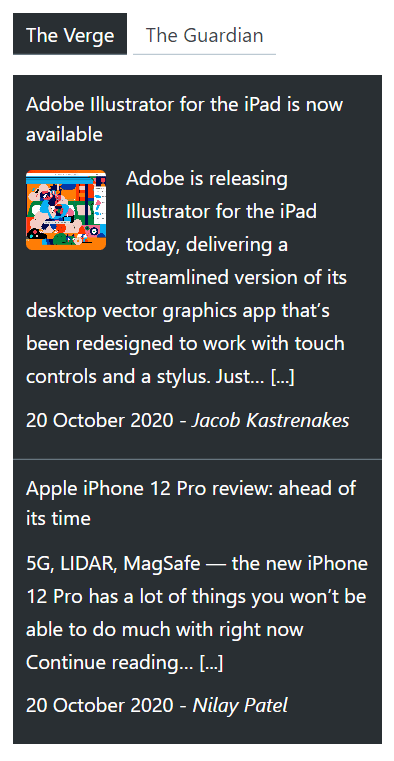 The Verge
The Guardian
Adobe Illustrator for the iPad is now
available
Adobe is releasing
Illustrator for the iPad
today, delivering a
streamlined version of its
desktop vector graphics app that’s
been redesigned to work with touch
controls and a stylus. Just... [...]
20 October 2020 - Jacob Kastrenakes
Apple iPhone 12 Pro review: ahead of
its time
5G, LIDAR, MagSafe — the new iPhone
12 Pro has a lot of things you won’t be
able to do much with right now
Continue reading... [...]
20 October 2020 - Nilay Patel